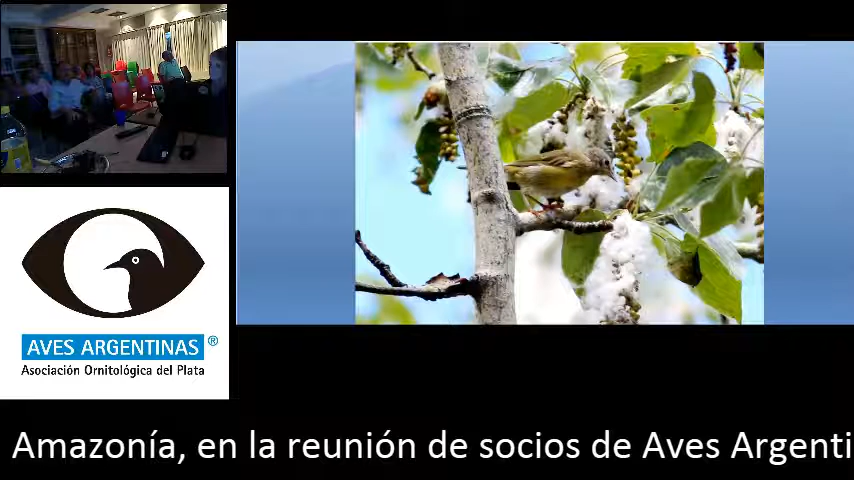 AVES ARGENTINAS ®
Asociación Ornitológica del Plata
Amazonía, en la reunión de socios de Aves Argenti